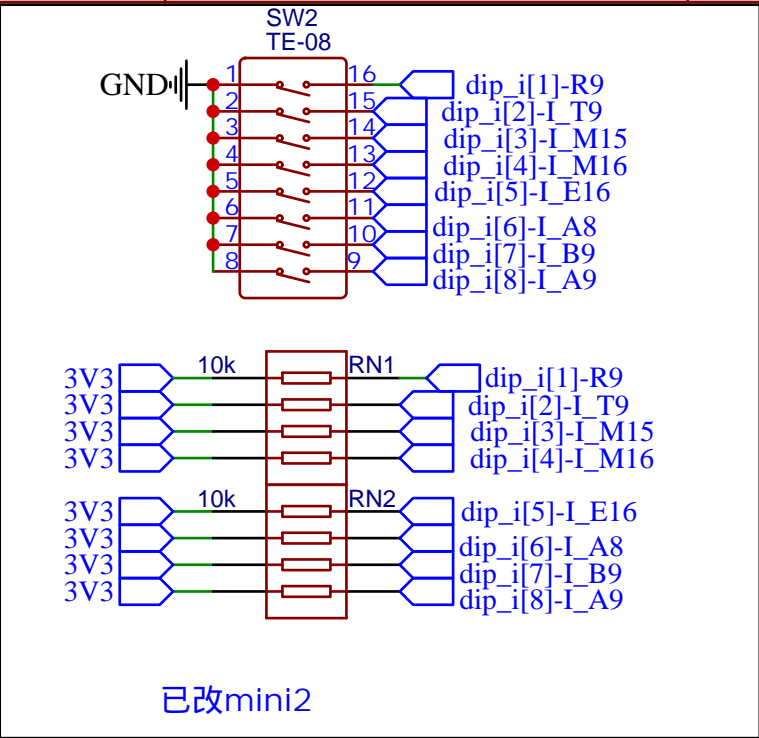 SW2
TE-08
GND
1 16 dip_i[1]-R9
2 15 dip_i[2]-I_T9
3 14 dip_i[3]-I_M15
4 13 dip_i[4]-I_M16
5 12 dip_i[5]-I_E16
6 11 dip_i[6]-I_A8
7 10 dip_i[7]-I_B9
8 9 dip_i[8]-I_A9
10k RN1
3V3 dip_i[1]-R9
3V3 dip_i[2]-I_T9
3V3 dip_i[3]-I_M15
3V3 dip_i[4]-I_M16
10k RN2
3V3 dip_i[5]-I_E16
3V3 dip_i[6]-I_A8
3V3 dip_i[7]-I_B9
3V3 dip_i[8]-I_A9
已改mini2